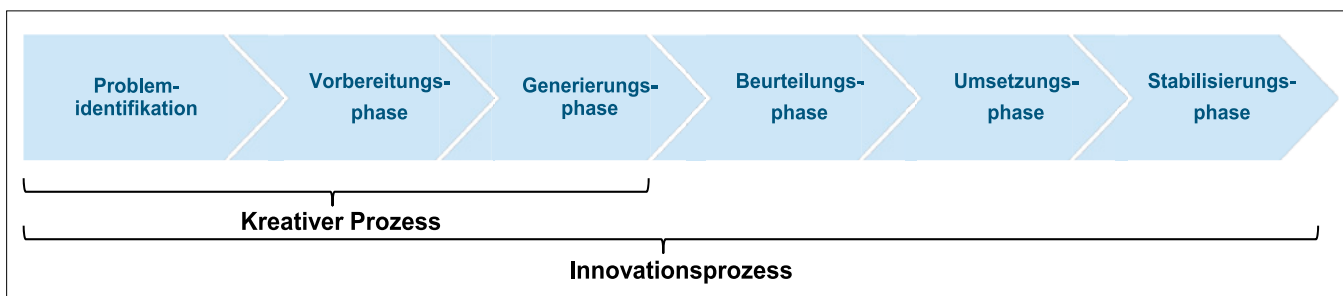 Problem-
identifikation
Vorbereitungs-
phase
Generierungs-
phase
Beurteilungs-
phase
Umsetzungs-
phase
Stabilisierungs-
phase
Kreativer Prozess
Innovationsprozess